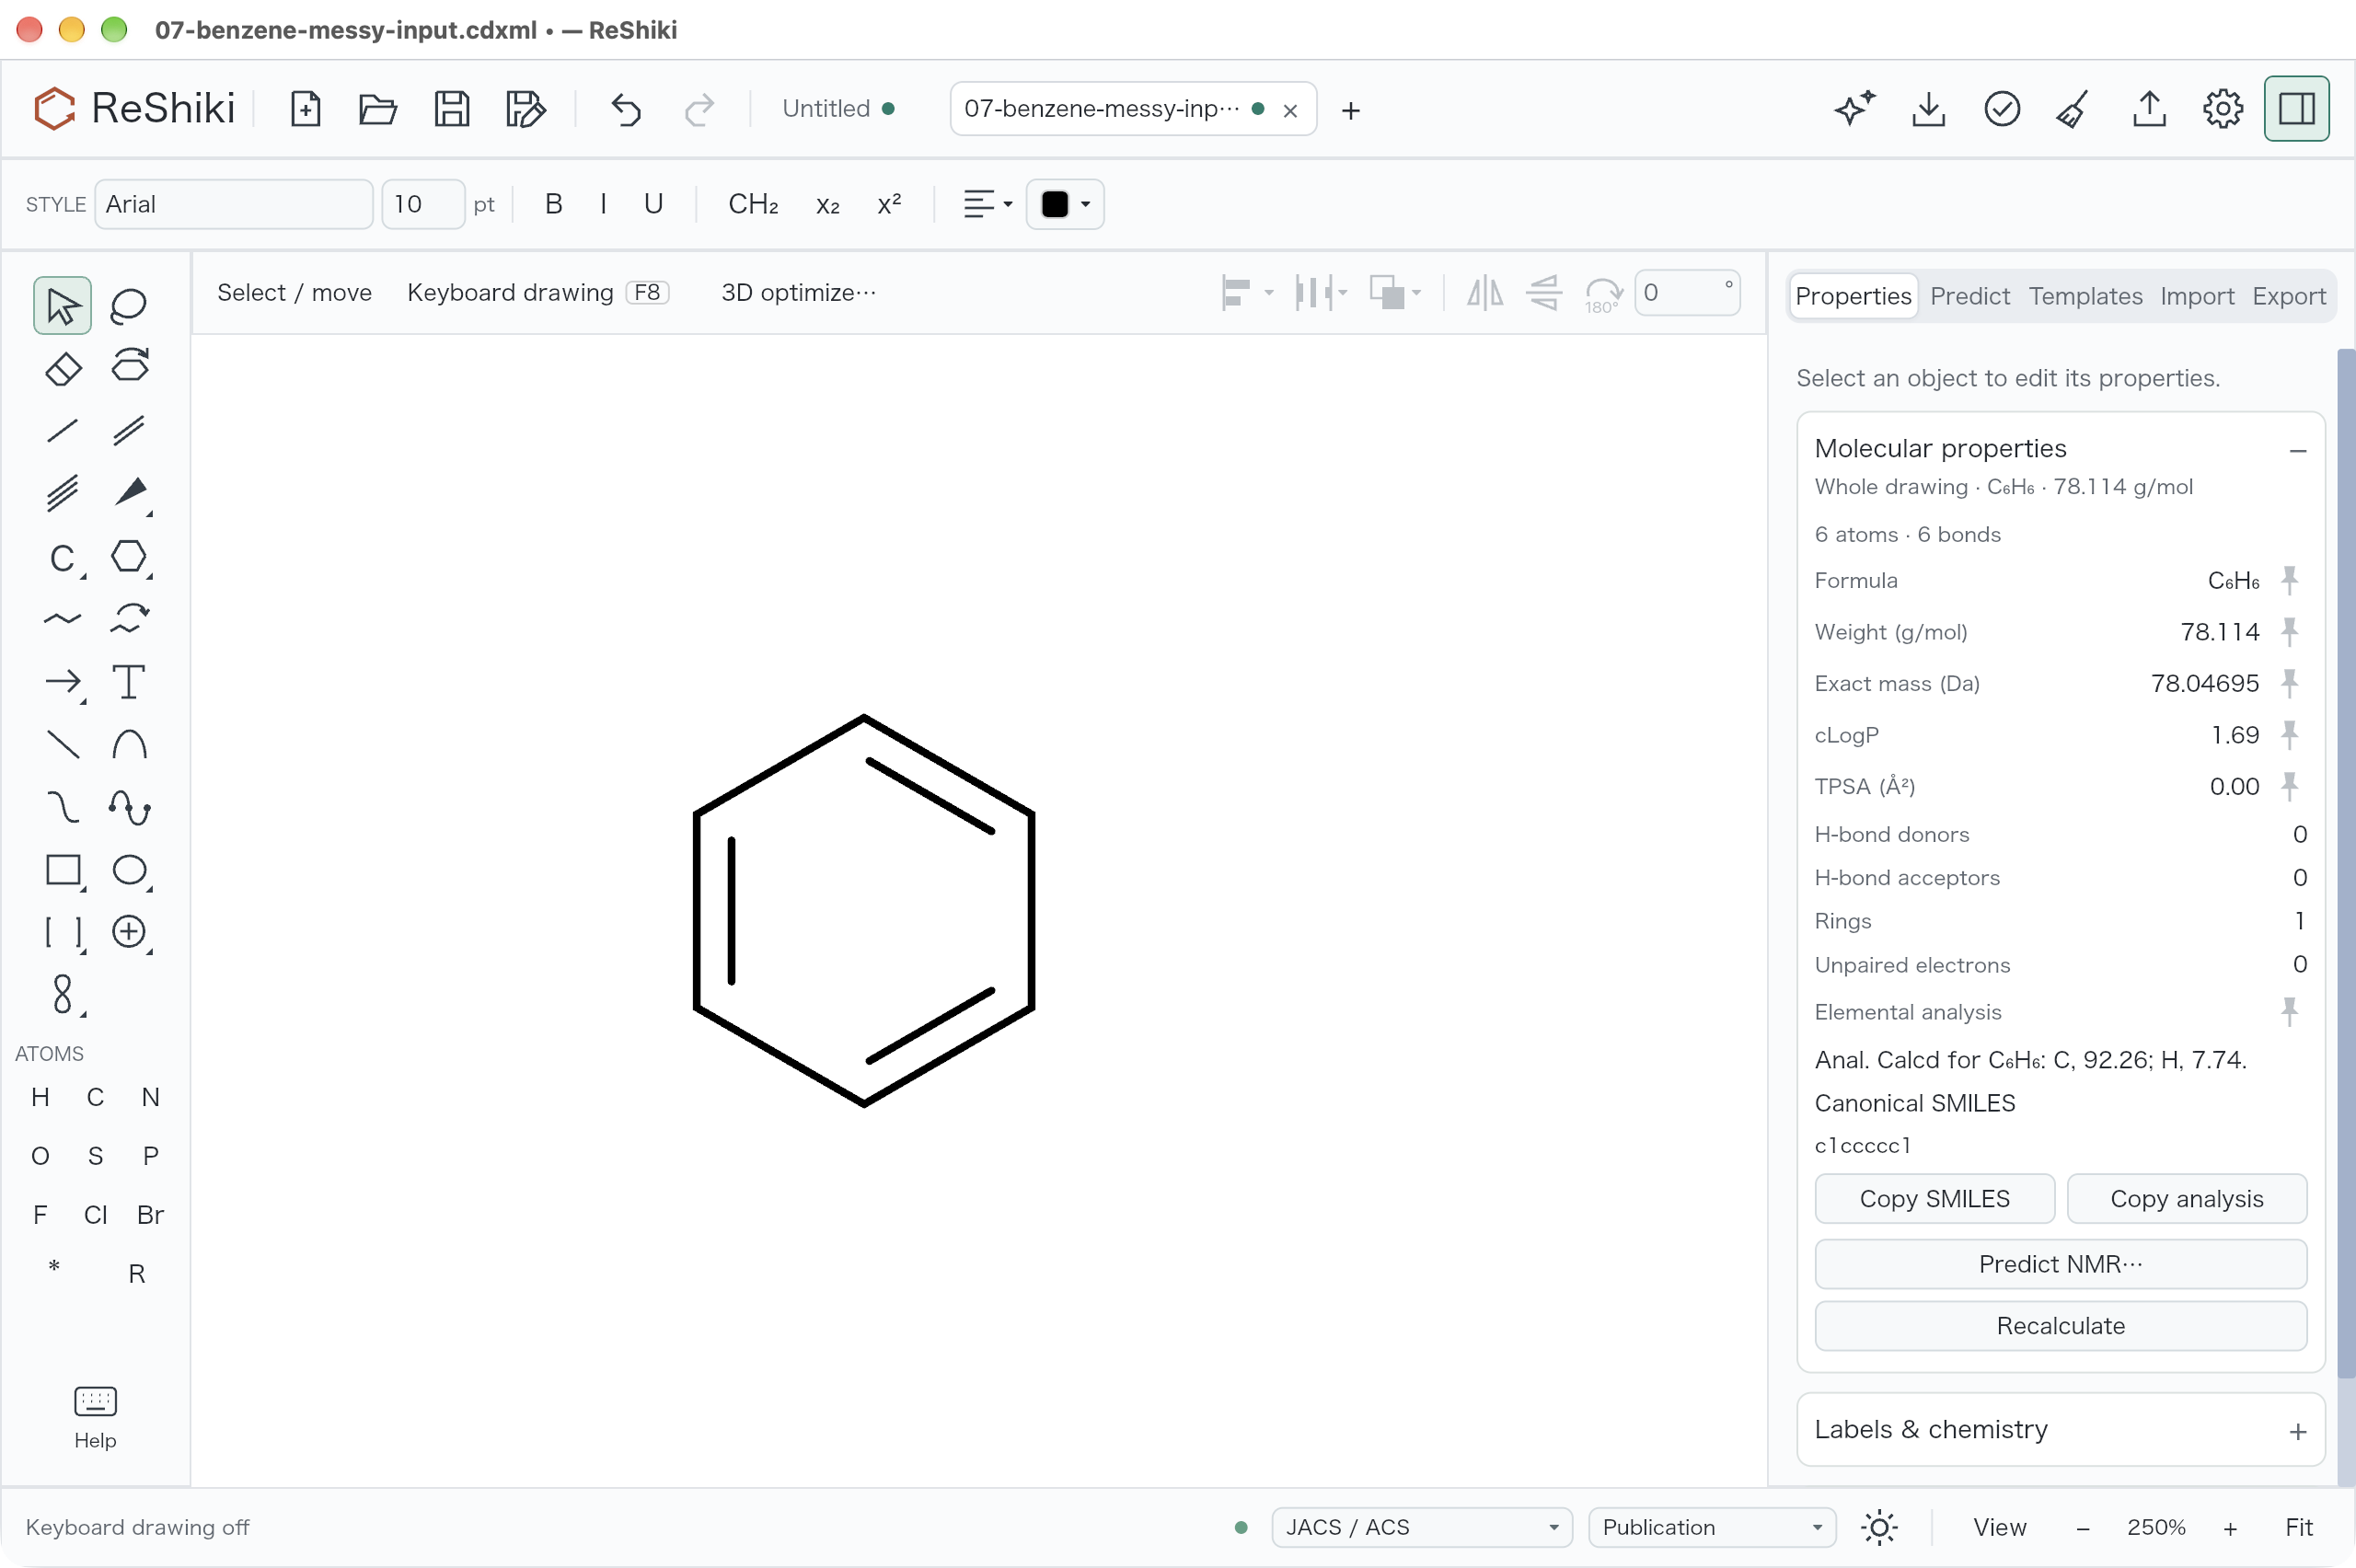 07-benzene-messy-input.cdxml • — ReShiki
ReShiki
Untitled
07-benzene-messy-inp…
STYLE Arial 10 pt B I U CH₂ x₂ x²
Select / move Keyboard drawing F8 3D optimize… 180° 0 °
Properties Predict Templates Import Export
Select an object to edit its properties.
Molecular properties
Whole drawing · C₆H₆ · 78.114 g/mol
6 atoms · 6 bonds
Formula C₆H₆
Weight (g/mol) 78.114
Exact mass (Da) 78.04695
cLogP 1.69
TPSA (Å²) 0.00
H-bond donors 0
H-bond acceptors 0
Rings 1
Unpaired electrons 0
Elemental analysis
Anal. Calcd for C₆H₆: C, 92.26; H, 7.74.
Canonical SMILES
c1ccccc1
Copy SMILES Copy analysis
Predict NMR…
Recalculate
Labels & chemistry +
C
T
ATOMS
H C N
O S P
F Cl Br
* R
Help
Keyboard drawing off JACS / ACS Publication View − 250% + Fit